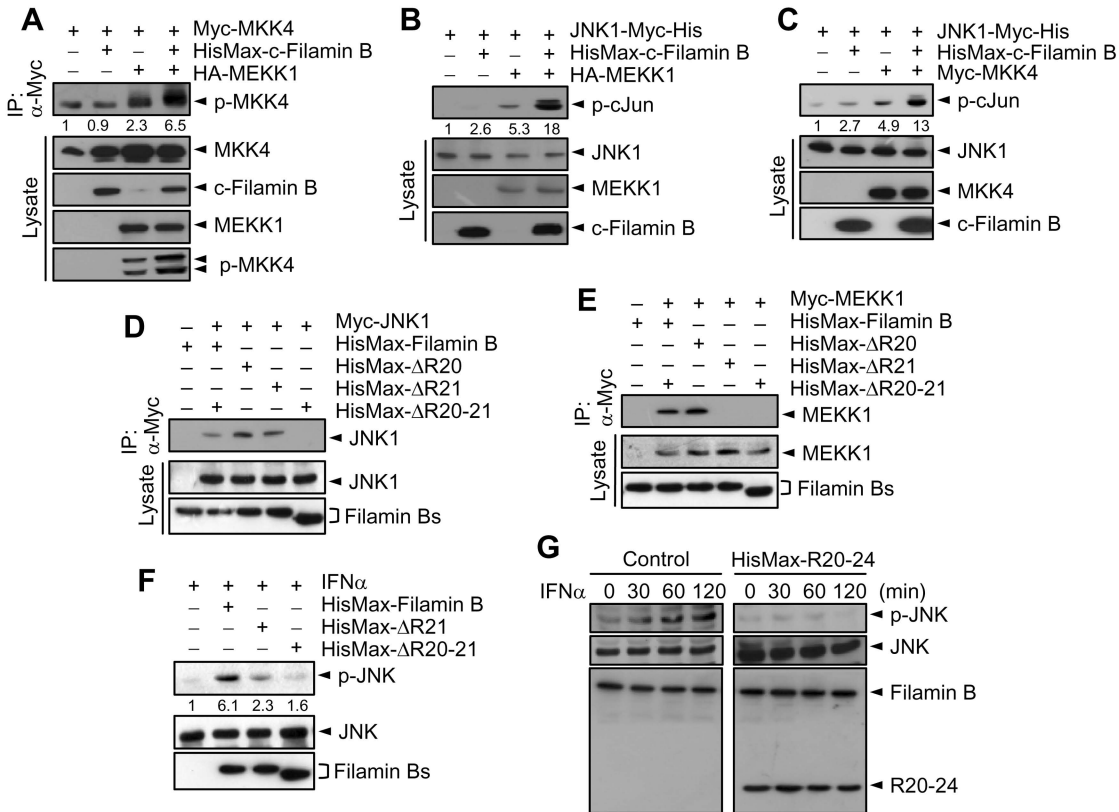 A
+ + + + Myc-MKK4
– + – + HisMax-c-Filamin B
– – + + HA-MEKK1
IP: α-Myc
p-MKK4
1 0.9 2.3 6.5
Lysate
MKK4
c-Filamin B
MEKK1
p-MKK4
B
+ + + + JNK1-Myc-His
– + – + HisMax-c-Filamin B
– – + + HA-MEKK1
p-cJun
1 2.6 5.3 18
Lysate
JNK1
MEKK1
c-Filamin B
C
+ + + + JNK1-Myc-His
– + – + HisMax-c-Filamin B
– – + + Myc-MKK4
p-cJun
1 2.7 4.9 13
Lysate
JNK1
MKK4
c-Filamin B
D
– + + + + Myc-JNK1
+ + – – – HisMax-Filamin B
– – + – – HisMax-ΔR20
– – – + – HisMax-ΔR21
– + – – + HisMax-ΔR20-21
IP: α-Myc
JNK1
Lysate
JNK1
Filamin Bs
E
– + + + + Myc-MEKK1
+ + – – – HisMax-Filamin B
– – + – – HisMax-ΔR20
– – – + – HisMax-ΔR21
– + – – + HisMax-ΔR20-21
IP: α-Myc
MEKK1
Lysate
MEKK1
Filamin Bs
F
+ + + + IFNα
– + – – HisMax-Filamin B
– – + – HisMax-ΔR21
– – – + HisMax-ΔR20-21
p-JNK
1 6.1 2.3 1.6
JNK
Filamin Bs
G
Control HisMax-R20-24
IFNα 0 30 60 120 0 30 60 120 (min)
p-JNK
JNK
Filamin B
R20-24